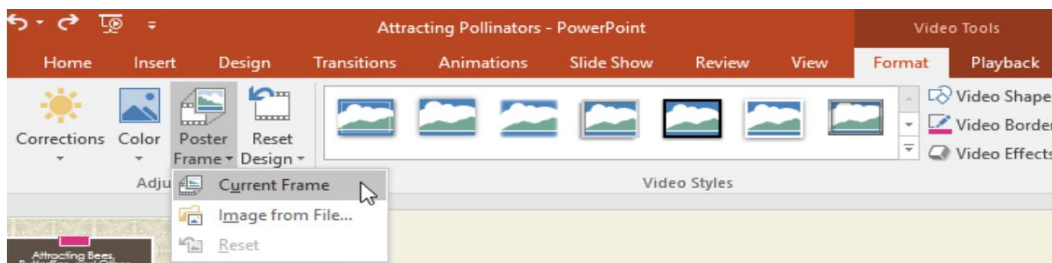 Attracting Pollinators - PowerPoint
Video Tools
Home Insert Design Transitions Animations Slide Show Review View Format Playback
Corrections Color Poster Frame Reset Design
Video Shape
Video Border
Video Effects
Adju
Video Styles
Current Frame
Image from File...
Reset
Attracting Bees,